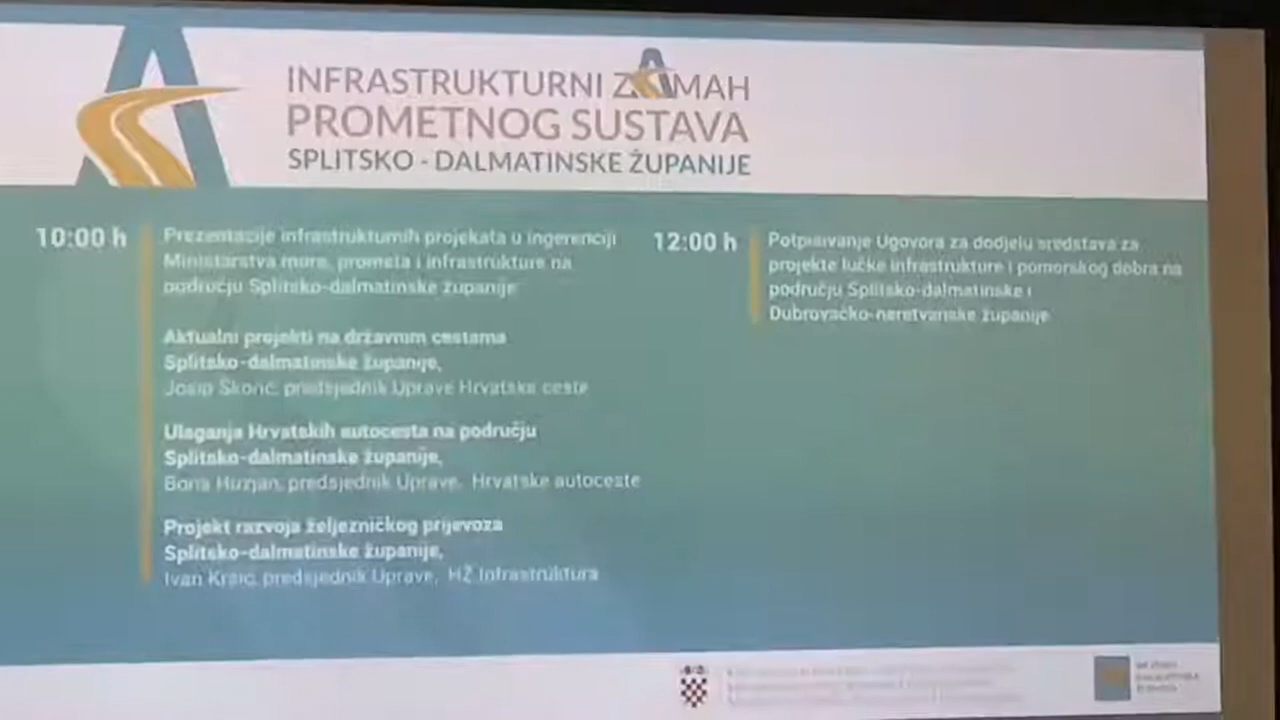 INFRASTRUKTURNI ZAMAH
PROMETNOG SUSTAVA
SPLITSKO - DALMATINSKE ŽUPANIJE
10:00 h
Prezentacije infrastrukturnih projekata u ingerenciji
Ministarstva mora, prometa i infrastrukture na
području Splitsko-dalmatinske županije
Aktualni projekti na državnim cestama
Splitsko-dalmatinske županije,
Josip Škorić, predsjednik Uprave Hrvatske ceste
Ulaganja Hrvatskih autocesta na području
Splitsko-dalmatinske županije,
Boris Huzjan, predsjednik Uprave, Hrvatske autoceste
Projekt razvoja željezničkog prijevoza
Splitsko-dalmatinske županije,
Ivan Kršić, predsjednik Uprave, HŽ Infrastruktura
12:00 h
Potpisivanje Ugovora za dodjelu sredstava za
projekte lučke infrastrukture i pomorskog dobra na
području Splitsko-dalmatinske i
Dubrovačko-neretvanske županije